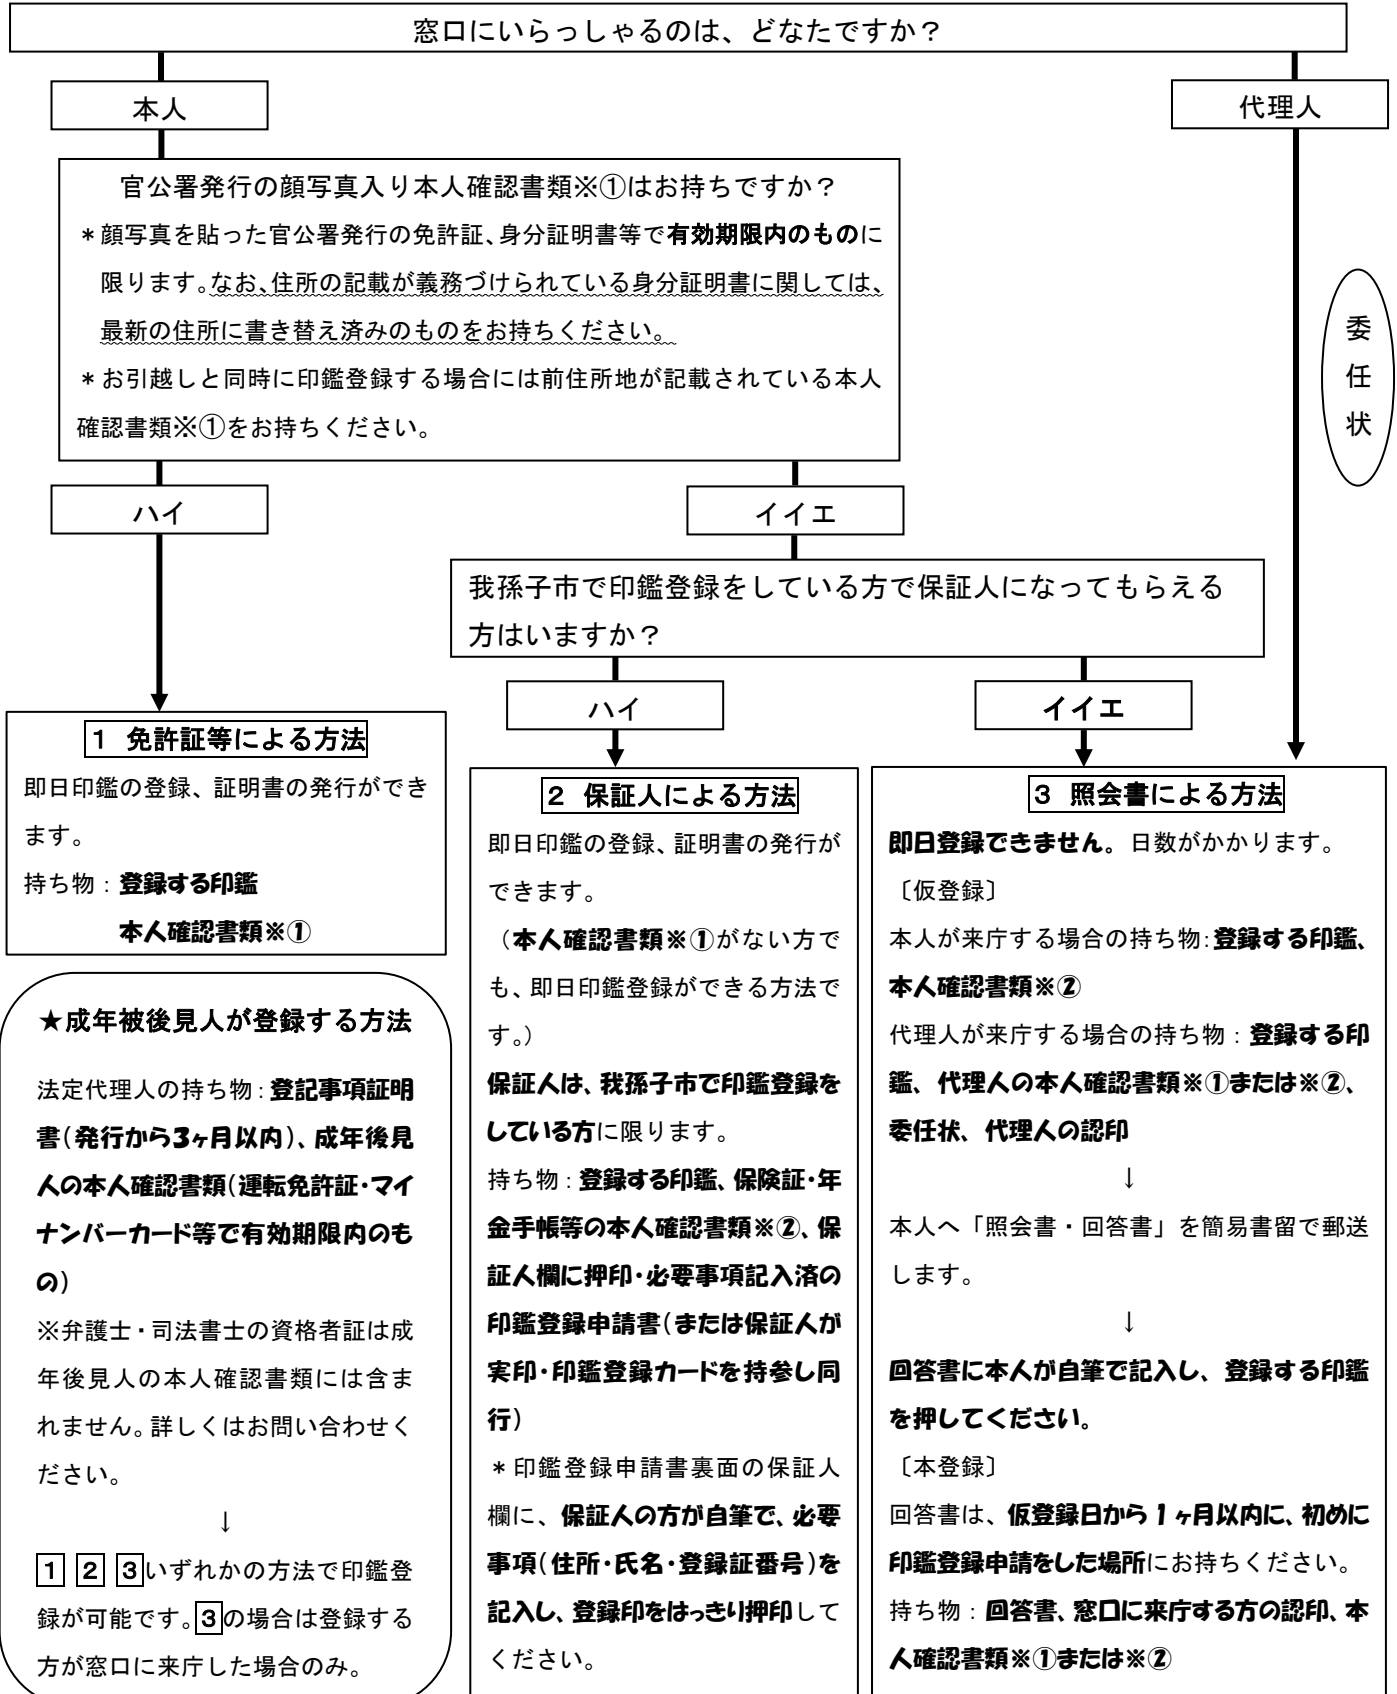 窓口にいらっしゃるのは、どなたですか？
本人
代理人
官公署発行の顔写真入り本人確認書類※①はお持ちですか？
＊顔写真を貼った官公署発行の免許証、身分証明書等で有効期限内のものに
限ります。なお、住所の記載が義務づけられている身分証明書に関しては、
最新の住所に書き替え済みのものをお持ちください。
＊お引越しと同時に印鑑登録する場合には前住所地が記載されている本人
確認書類※①をお持ちください。
委
任
状
ハイ
イイエ
我孫子市で印鑑登録をしている方で保証人になってもらえる
方はいますか？
ハイ
イイエ
１　免許証等による方法
即日印鑑の登録、証明書の発行ができ
ます。
持ち物：登録する印鑑
本人確認書類※①
★成年被後見人が登録する方法
法定代理人の持ち物：登記事項証明
書（発行から３ヶ月以内）、成年後見
人の本人確認書類（運転免許証・マイ
ナンバーカード等で有効期限内のも
の）
※弁護士・司法書士の資格者証は成
年後見人の本人確認書類には含ま
れません。詳しくはお問い合わせく
ださい。
↓
１ ２ ３いずれかの方法で印鑑登
録が可能です。３の場合は登録する
方が窓口に来庁した場合のみ。
２　保証人による方法
即日印鑑の登録、証明書の発行が
できます。
（本人確認書類※①がない方で
も、即日印鑑登録ができる方法で
す。）
保証人は、我孫子市で印鑑登録を
している方に限ります。
持ち物：登録する印鑑、保険証・年
金手帳等の本人確認書類※②、保
証人欄に押印・必要事項記入済の
印鑑登録申請書（または保証人が
実印・印鑑登録カードを持参し同
行）
＊印鑑登録申請書裏面の保証人
欄に、保証人の方が自筆で、必要
事項（住所・氏名・登録証番号）を
記入し、登録印をはっきり押印して
ください。
３　照会書による方法
即日登録できません。日数がかかります。
〔仮登録〕
本人が来庁する場合の持ち物：登録する印鑑、
本人確認書類※②
代理人が来庁する場合の持ち物：登録する印
鑑、代理人の本人確認書類※①または※②、
委任状、代理人の認印
↓
本人へ「照会書・回答書」を簡易書留で郵送
します。
↓
回答書に本人が自筆で記入し、登録する印鑑
を押してください。
〔本登録〕
回答書は、仮登録日から１ヶ月以内に、初めに
印鑑登録申請をした場所にお持ちください。
持ち物：回答書、窓口に来庁する方の認印、本
人確認書類※①または※②